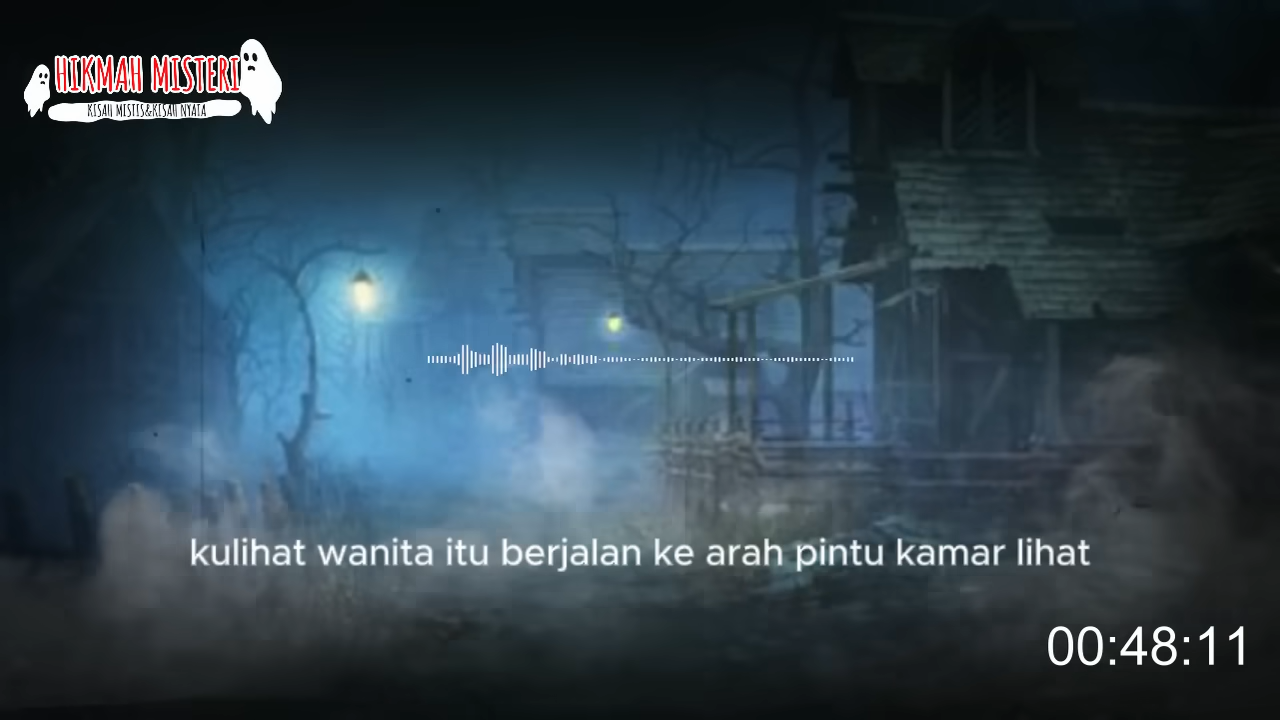 HIKMAH MISTERI
KISAH MISTIS&KISAH NYATA
kulihat wanita itu berjalan ke arah pintu kamar lihat
00:48:11